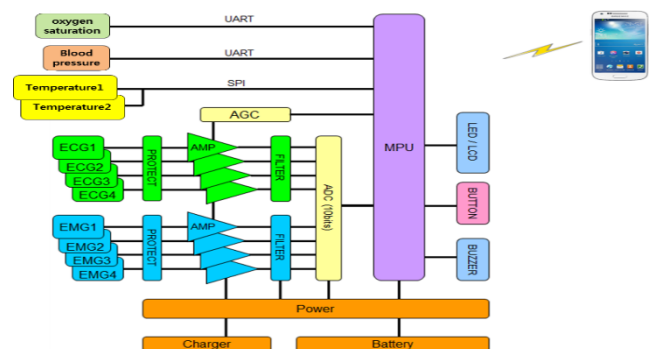 oxygen
saturation
UART
Blood
pressure
UART
Temperature1
Temperature2
SPI
AGC
MPU
LED / LCD
BUTTON
BUZZER
ECG1
ECG2
ECG3
ECG4
PROTECT
AMP
FILTER
ADC (10bits)
EMG1
EMG2
EMG3
EMG4
PROTECT
AMP
FILTER
Power
Charger
Battery